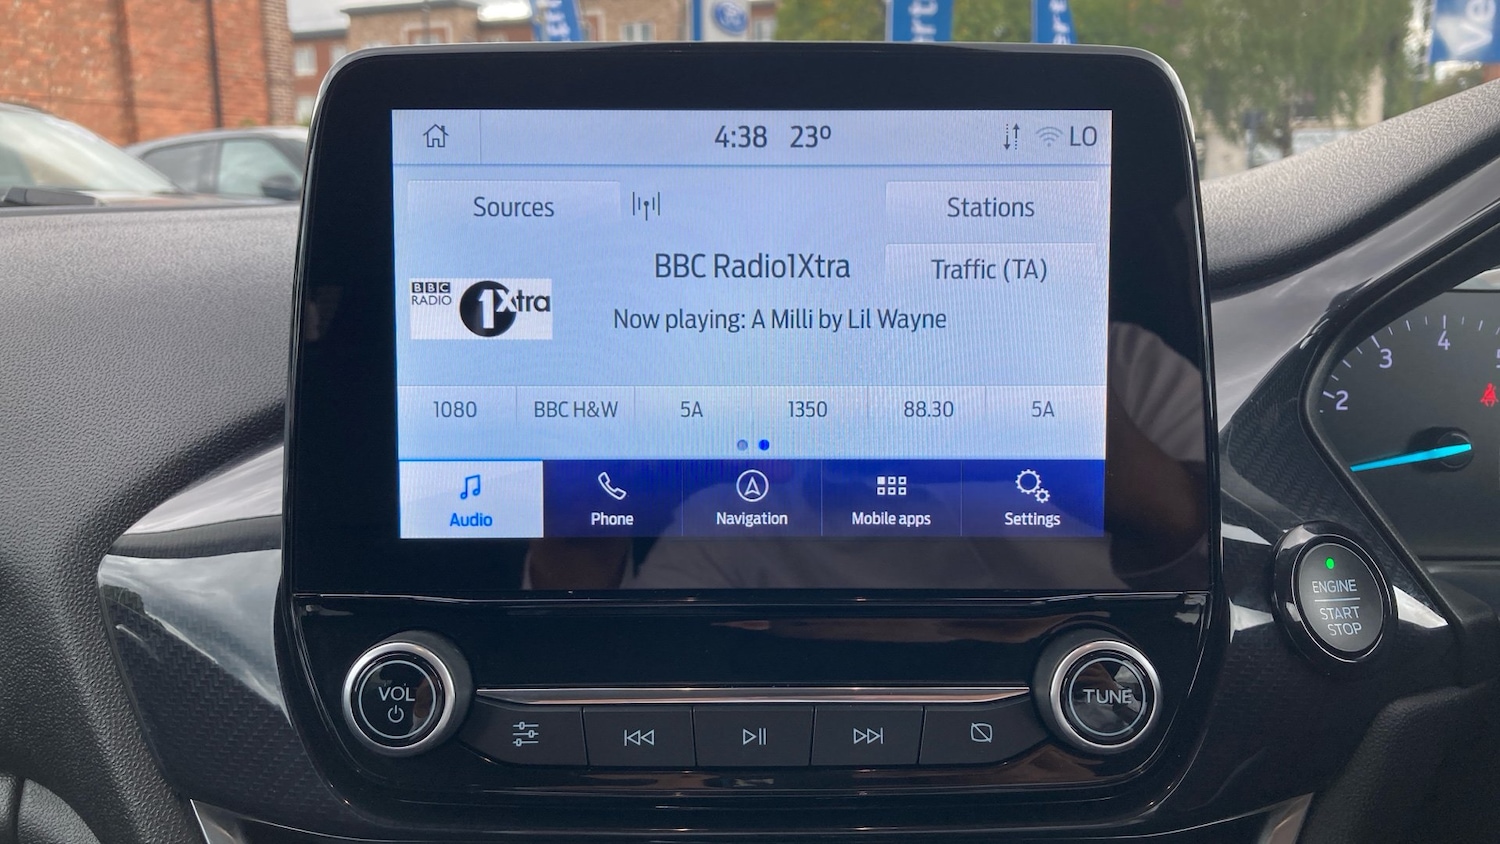 4:38 23° LO
Sources
Stations
BBC Radio1Xtra
Traffic (TA)
BBC
RADIO
1Xtra
Now playing: A Milli by Lil Wayne
1080 BBC H&W 5A 1350 88.30 5A
Audio Phone Navigation Mobile apps Settings
2 3 4
ENGINE
START
STOP
VOL
TUNE